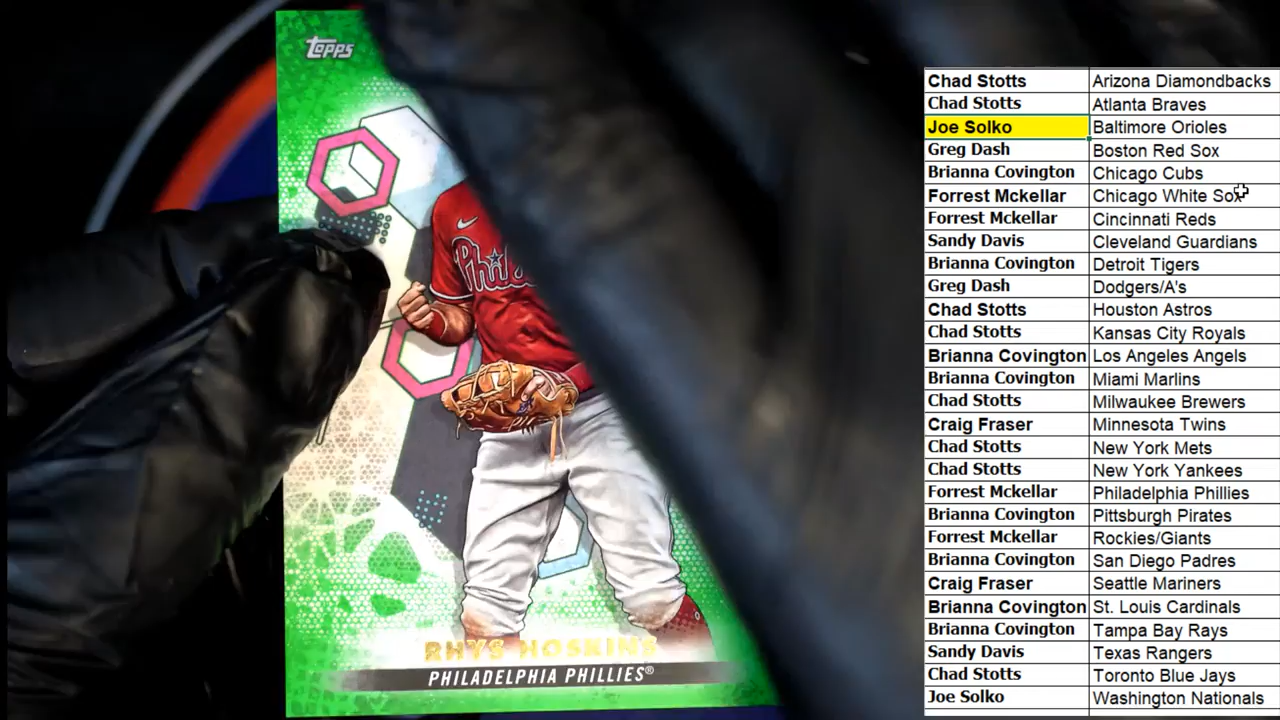 Topps
Phil
RHYS HOSKINS
PHILADELPHIA PHILLIES®
Chad Stotts Arizona Diamondbacks
Chad Stotts Atlanta Braves
Joe Solko Baltimore Orioles
Greg Dash Boston Red Sox
Brianna Covington Chicago Cubs
Forrest Mckellar Chicago White Sox
Forrest Mckellar Cincinnati Reds
Sandy Davis Cleveland Guardians
Brianna Covington Detroit Tigers
Greg Dash Dodgers/A's
Chad Stotts Houston Astros
Chad Stotts Kansas City Royals
Brianna Covington Los Angeles Angels
Brianna Covington Miami Marlins
Chad Stotts Milwaukee Brewers
Craig Fraser Minnesota Twins
Chad Stotts New York Mets
Chad Stotts New York Yankees
Forrest Mckellar Philadelphia Phillies
Brianna Covington Pittsburgh Pirates
Forrest Mckellar Rockies/Giants
Brianna Covington San Diego Padres
Craig Fraser Seattle Mariners
Brianna Covington St. Louis Cardinals
Brianna Covington Tampa Bay Rays
Sandy Davis Texas Rangers
Chad Stotts Toronto Blue Jays
Joe Solko Washington Nationals